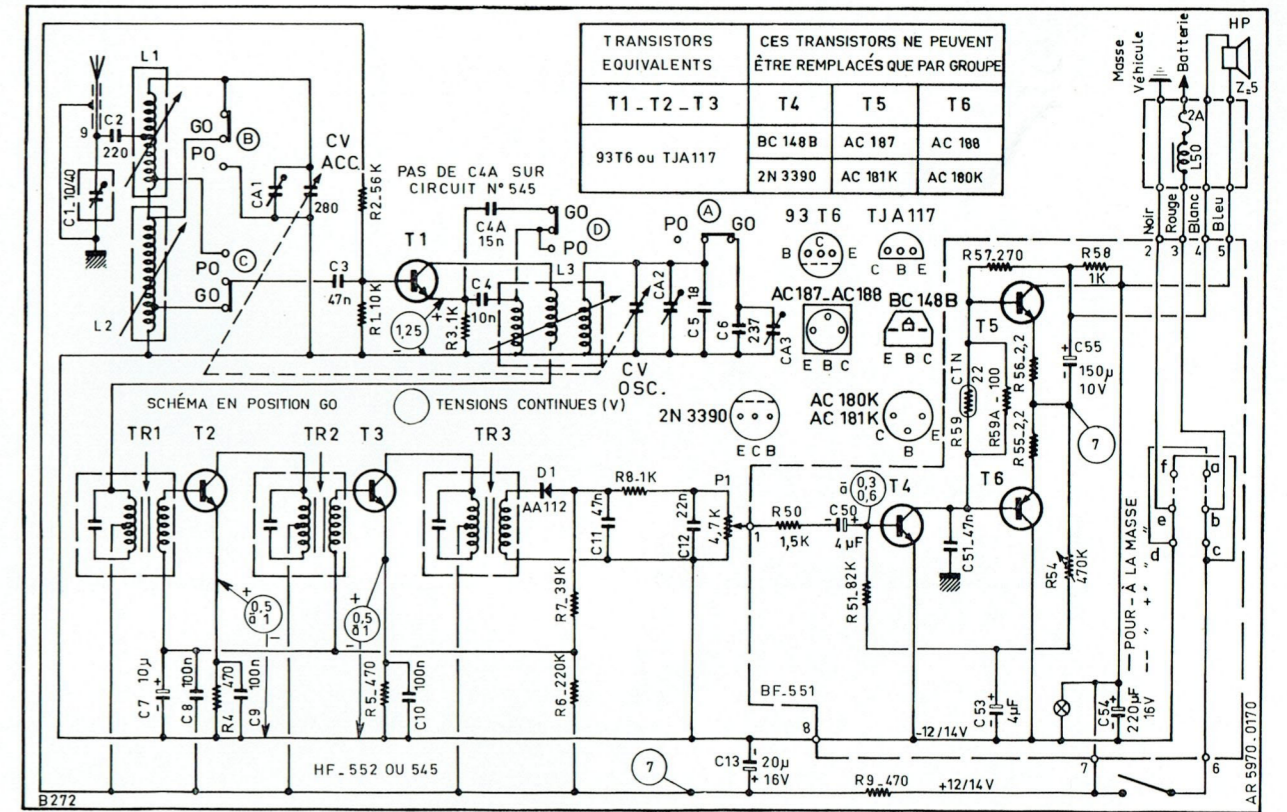 TRANSISTORS EQUIVALENTS
CES TRANSISTORS NE PEUVENT ÊTRE REMPLACÉS QUE PAR GROUPE
T1_T2_T3
T4
T5
T6
93T6 ou TJA117
BC 148B
AC 187
AC 188
2N 3390
AC 181K
AC 180K
Masse Véhicule
Batterie
HP
Z=5
2A
L50
Noir
Rouge
Blanc
Bleu
2
3
4
5
L1
9
C2
220
C1_10/40
L2
GO
B
PO
PO
C
GO
CA1
CV ACC.
280
R2_56K
C3
47n
R1_10K
T1
1,25
+
-
R3_1K
PAS DE C4A SUR CIRCUIT N° 545
C4A
15n
GO
D
PO
C4
10n
L3
PO
A
GO
CA2
C5
18
C6
237
CA3
CV OSC.
93 T6
B
C
E
TJA117
C B E
AC187_AC188
E B C
BC 148B
E B C
2N 3390
E C B
AC 180K
AC 181K
C
E
B
R57_270
R58
1K
T5
R59
CTN
22
R59A_100
R56_2,2
R55_2,2
C55
150µ
10V
7
T6
SCHÉMA EN POSITION GO
TENSIONS CONTINUES (V)
TR1
T2
TR2
T3
TR3
D1
AA112
R8_1K
C11
47n
C12
22n
P1
4,7K
1
R50
1,5K
C50
4µF
0,3
à 0,6
T4
R51_82K
C51_47n
R54
470K
f
a
e
b
d
c
POUR - À LA MASSE
" + " "
0,5
à 1
0,5
à 1
R7_39K
R6_220K
C7
10µ
C8
100n
R4
470
C9
100n
R5_470
C10
100n
BF_551
8
C53
4µF
C54
220µF
16V
-12/14V
HF_552 OU 545
7
C13
20µ
16V
R9_470
+12/14V
7
6
B272
AR 5970.0170